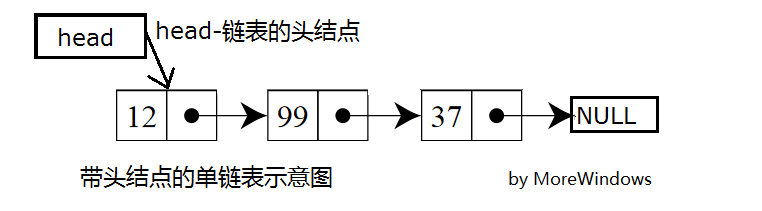 head
head-链表的头结点
12 99 37 NULL
带头结点的单链表示意图
by MoreWindows